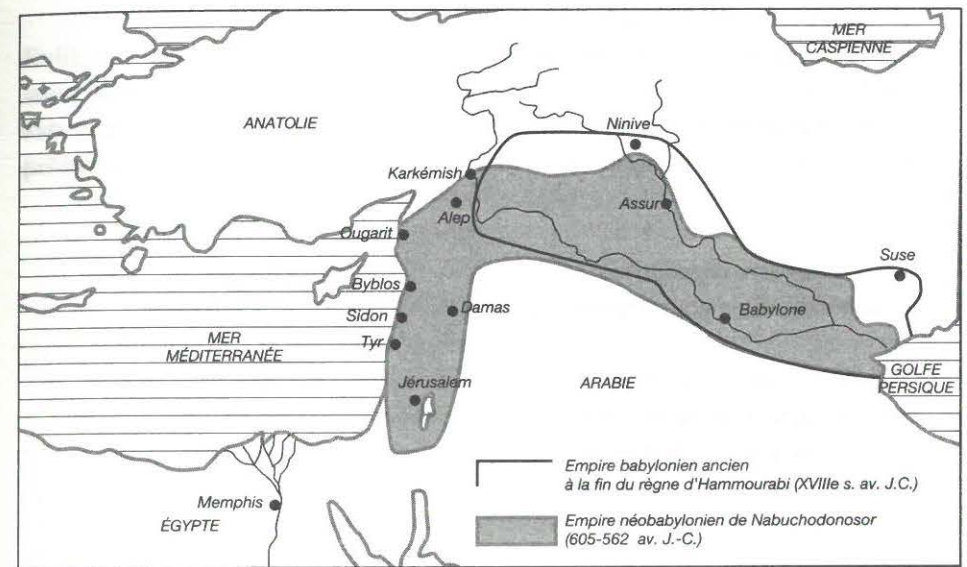 MER
CASPIENNE
ANATOLIE
Ninive
Karkémish
Alep
Assur
Ougarit
Suse
Byblos
Damas
Sidon
Babylone
Tyr
MER
MÉDITERRANÉE
Jérusalem
ARABIE
GOLFE
PERSIQUE
Memphis
ÉGYPTE
Empire babylonien ancien
à la fin du règne d'Hammourabi (XVIIIe s. av. J.C.)
Empire néobabylonien de Nabuchodonosor
(605-562 av. J.-C.)